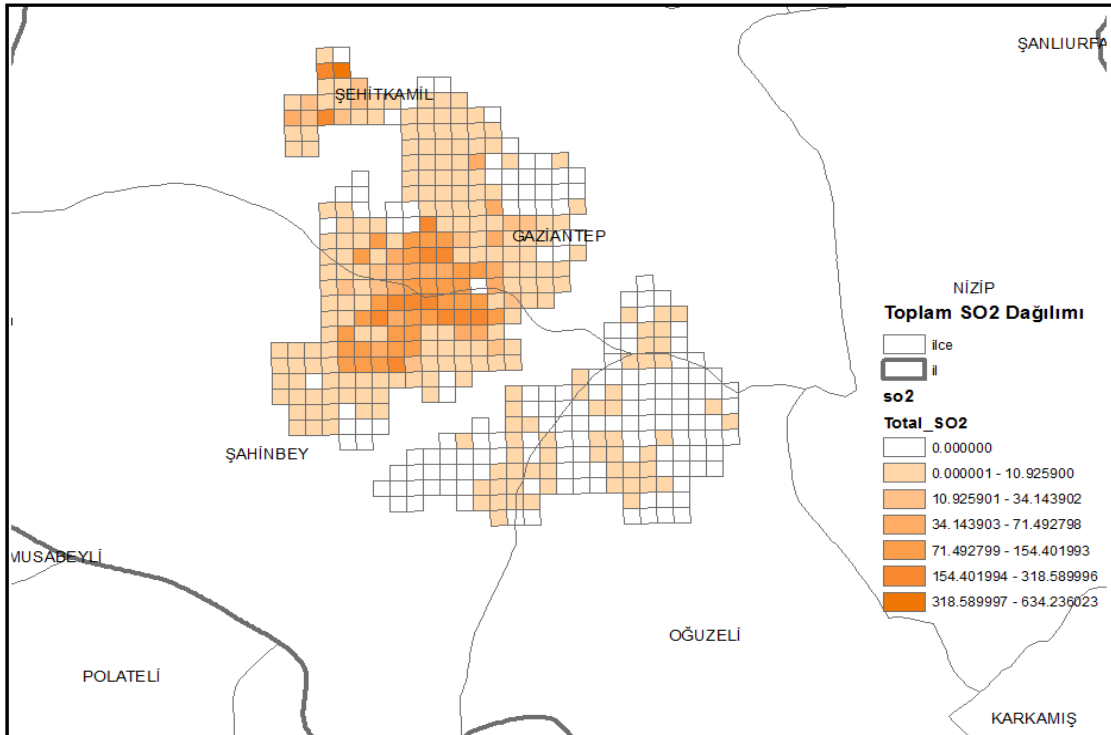 ŞANLIURFA
ŞEHİTKAMİL
GAZİANTEP
NİZİP
Toplam SO2 Dağılımı
ilce
il
so2
Total_SO2
0.000000
0.000001 - 10.925900
10.925901 - 34.143902
34.143903 - 71.492798
71.492799 - 154.401993
154.401994 - 318.589996
318.589997 - 634.236023
ŞAHİNBEY
MUSABEYLİ
OĞUZELİ
POLATELİ
KARKAMIŞ